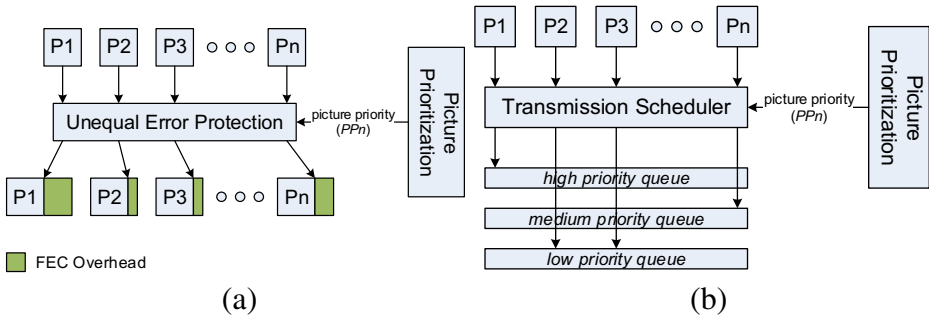 P1 P2 P3 Pn
Unequal Error Protection
picture priority
(PPn)
Picture
Prioritization
P1 P2 P3 Pn
FEC Overhead
(a)
P1 P2 P3 Pn
Transmission Scheduler
picture priority
(PPn)
Picture
Prioritization
high priority queue
medium priority queue
low priority queue
(b)